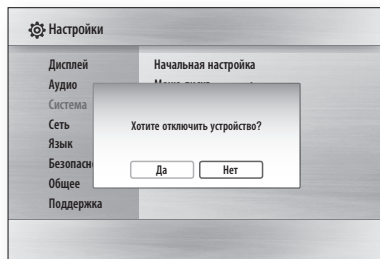 Настройки
Дисплей
Начальная настройка
Аудио
Система
Хотите отключить устройство?
Сеть
Язык
Да
Нет
Общее
Поддержка